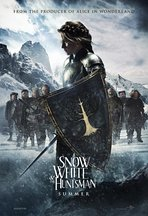 FROM THE PRODUCER OF ALICE IN WONDERLAND
SNOW
WHITE
& THE
HUNTSMAN
SUMMER